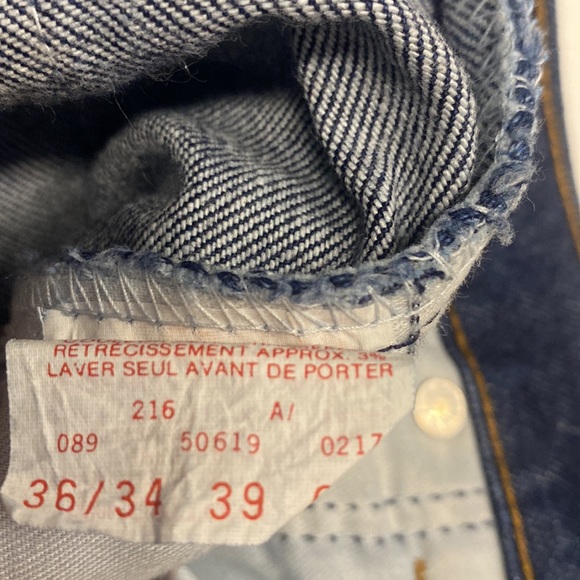 RETRECISSEMENT APPROX. 3%
LAVER SEUL AVANT DE PORTER
216 A/
089 50619 0217
36/34 39